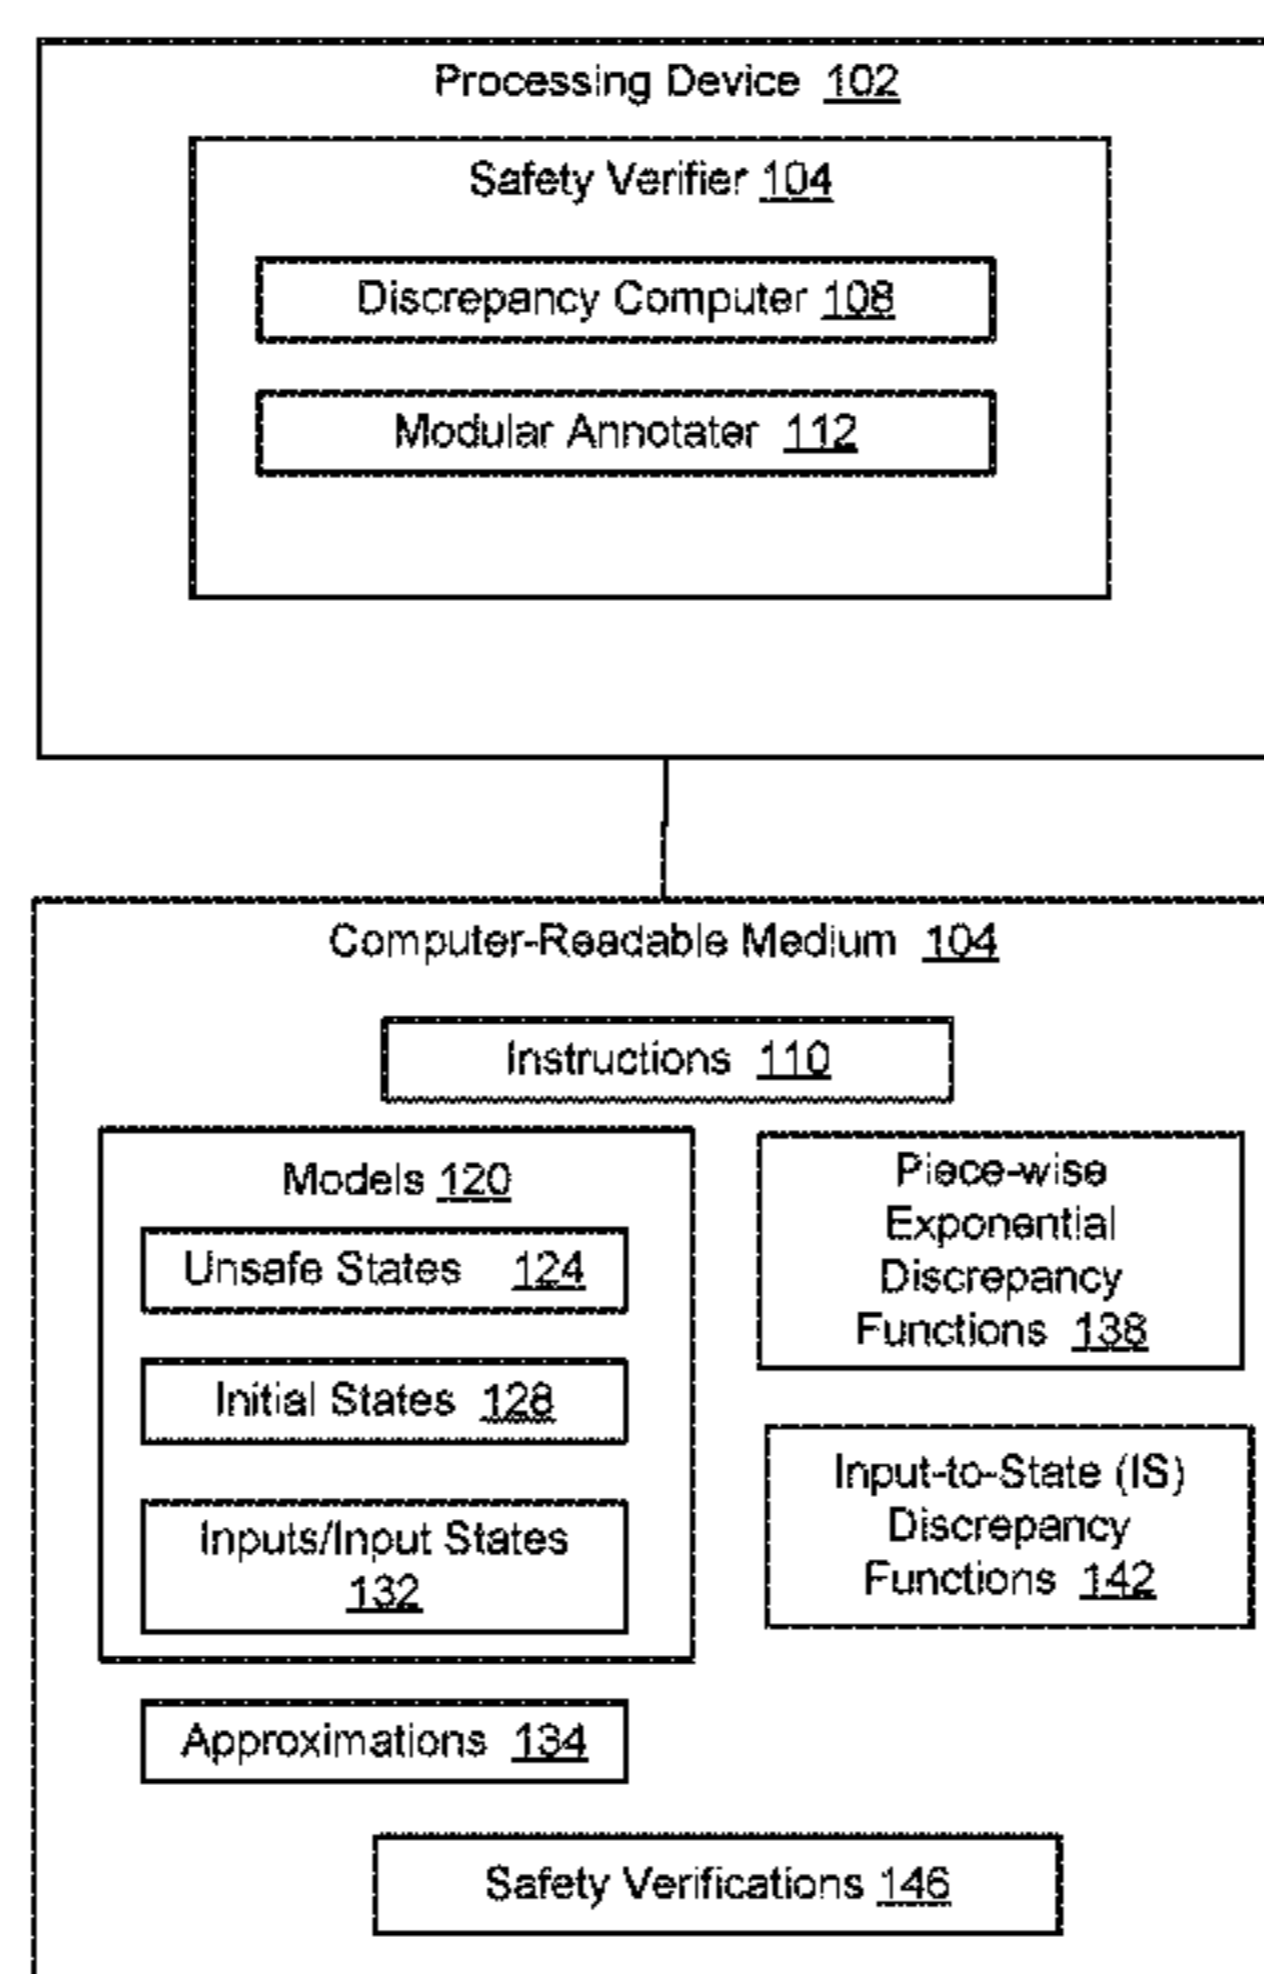 Processing Device 102
Safety Verifier 104
Discrepancy Computer 108
Modular Annotater 112
Computer-Readable Medium 104
Instructions 110
Models 120
Unsafe States 124
Initial States 128
Inputs/Input States
132
Piece-wise
Exponential
Discrepancy
Functions 138
Input-to-State (IS)
Discrepancy
Functions 142
Approximations 134
Safety Verifications 146